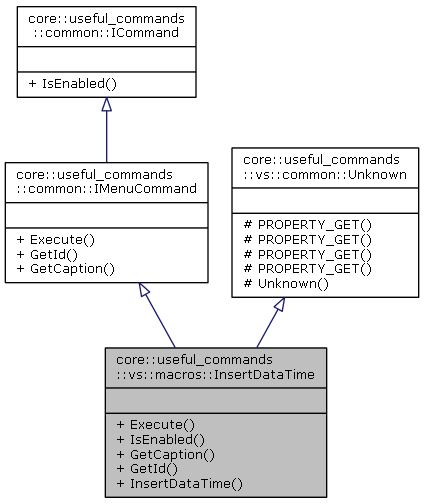 core::useful_commands
::common::ICommand
+ IsEnabled()
core::useful_commands
::common::IMenuCommand
+ Execute()
+ GetId()
+ GetCaption()
core::useful_commands
::vs::common::Unknown
# PROPERTY_GET()
# PROPERTY_GET()
# PROPERTY_GET()
# PROPERTY_GET()
# Unknown()
core::useful_commands
::vs::macros::InsertDataTime
+ Execute()
+ IsEnabled()
+ GetCaption()
+ GetId()
+ InsertDataTime()